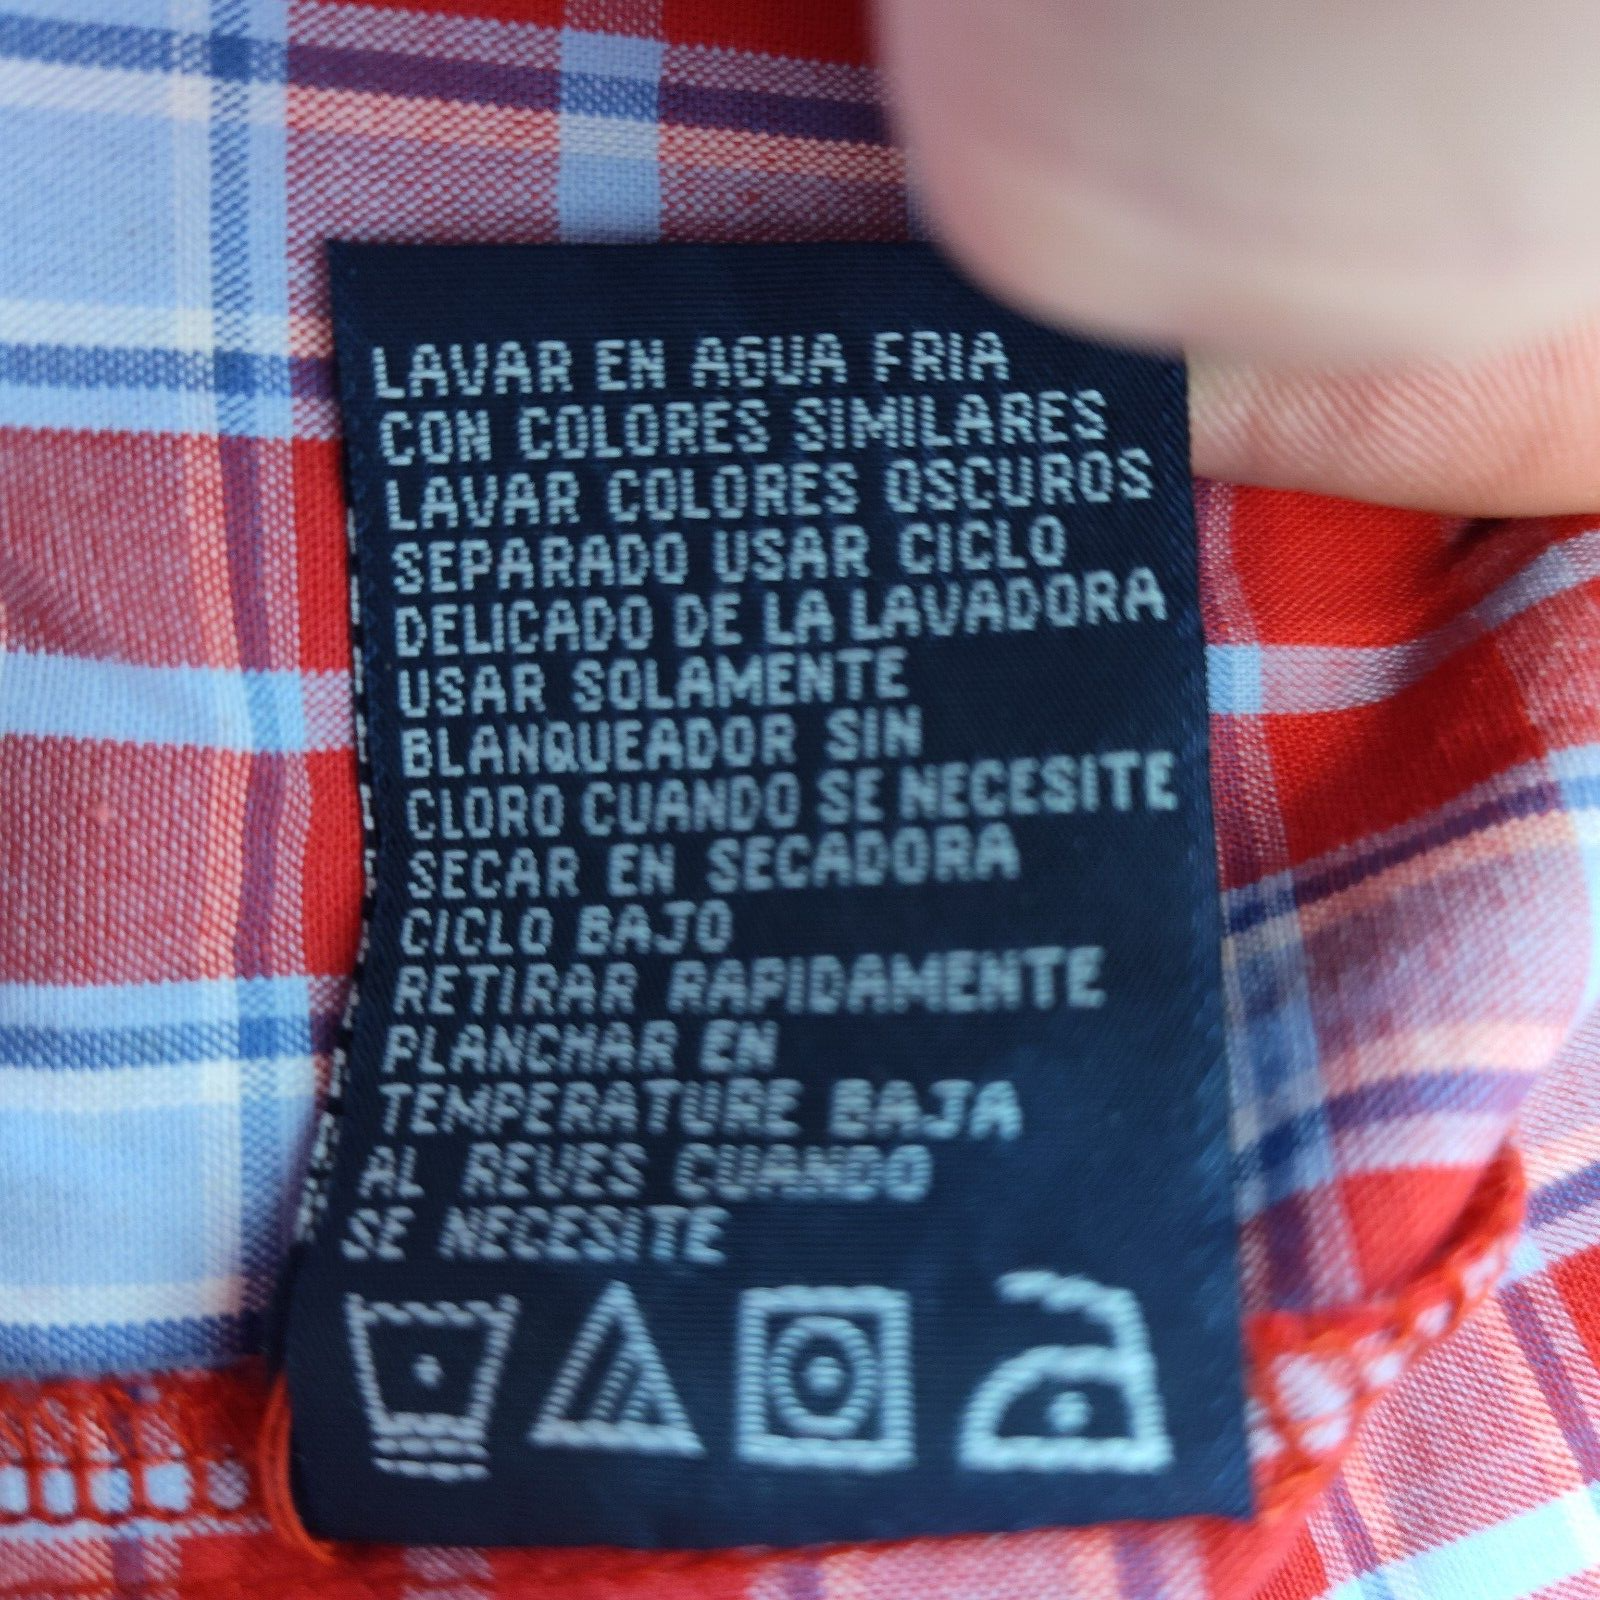 LAVAR EN AGUA FRIA
CON COLORES SIMILARES
LAVAR COLORES OSCUROS
SEPARADO USAR CICLO
DELICADO DE LA LAVADORA
USAR SOLAMENTE
BLANQUEADOR SIN
CLORO CUANDO SE NECESITE
SECAR EN SECADORA
CICLO BAJO
RETIRAR RAPIDAMENTE
PLANCHAR EN
TEMPERATURE BAJA
AL REVES CUANDO
SE NECESITE